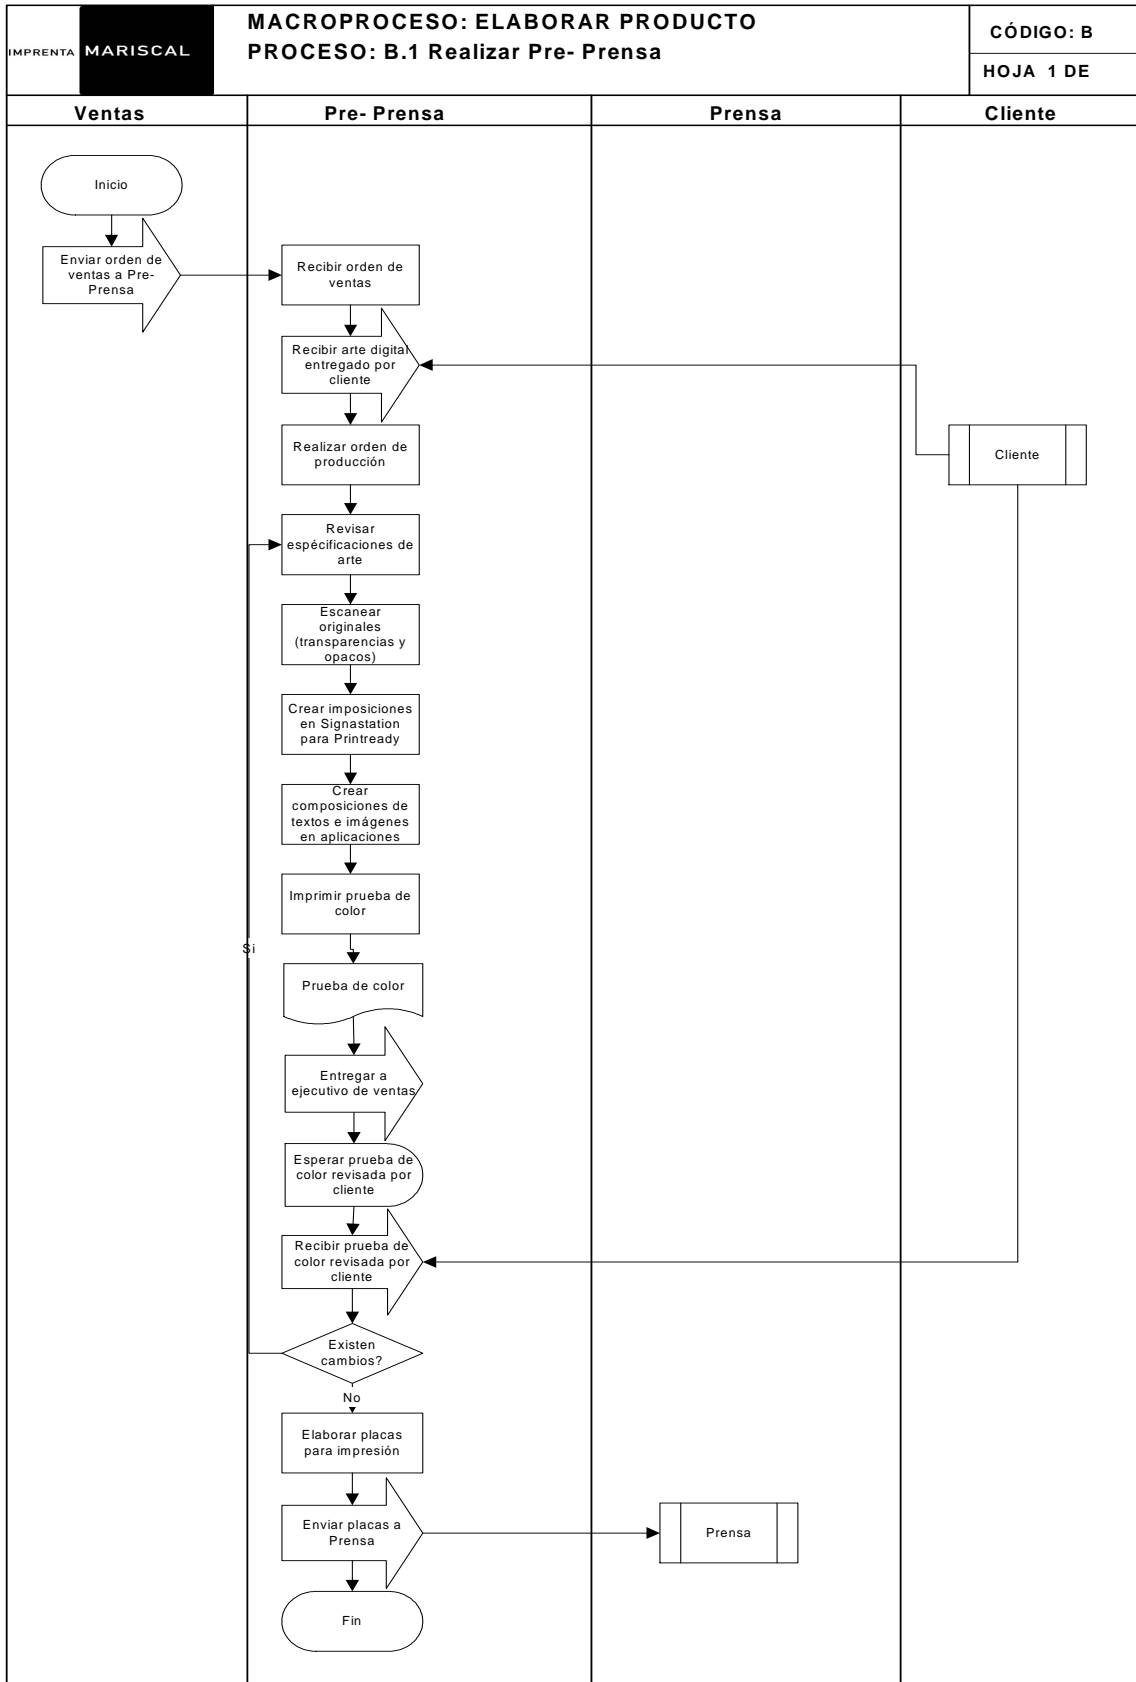 IMPRENTA MARISCAL
MACROPROCESO: ELABORAR PRODUCTO
PROCESO: B.1 Realizar Pre- Prensa
CÓDIGO: B
HOJA 1 DE
Ventas
Pre- Prensa
Prensa
Cliente
Inicio
Enviar orden de
ventas a Pre-
Prensa
Recibir orden de
ventas
Recibir arte digital
entregado por
cliente
Realizar orden de
producción
Cliente
Revisar
espécificaciones de
arte
Escanear
originales
(transparencias y
opacos)
Crear imposiciones
en Signastation
para Printready
Crear
composiciones de
textos e imágenes
en aplicaciones
Imprimir prueba de
color
Si
Prueba de color
Entregar a
ejecutivo de ventas
Esperar prueba de
color revisada por
cliente
Recibir prueba de
color revisada por
cliente
Existen
cambios?
No
Elaborar placas
para impresión
Enviar placas a
Prensa
Prensa
Fin